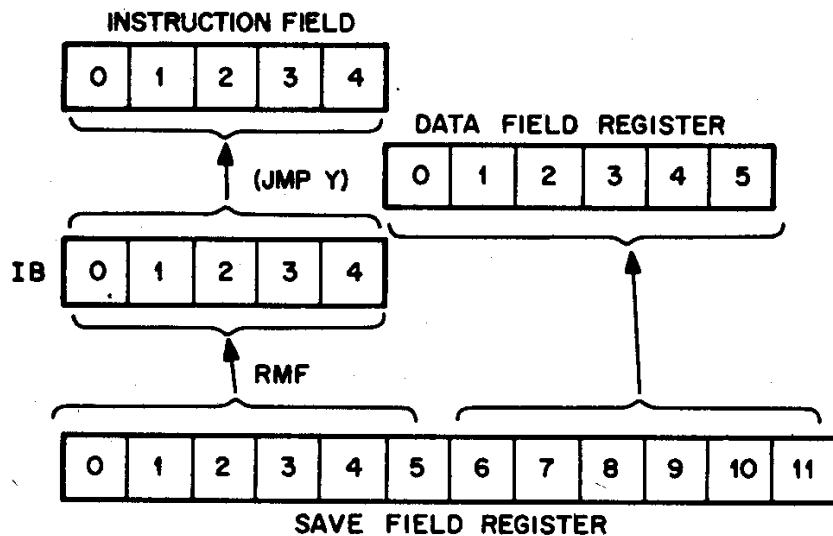 INSTRUCTION FIELD
0 1 2 3 4
DATA FIELD REGISTER
(JMP Y)
0 1 2 3 4 5
IB 0 1 2 3 4
RMF
0 1 2 3 4 5 6 7 8 9 10 11
SAVE FIELD REGISTER